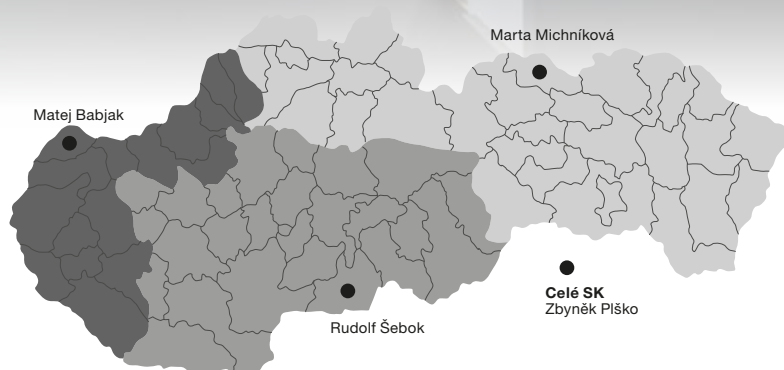 Marta Michníková
Matej Babjak
Celé SK
Zbyněk Plško
Rudolf Šebok